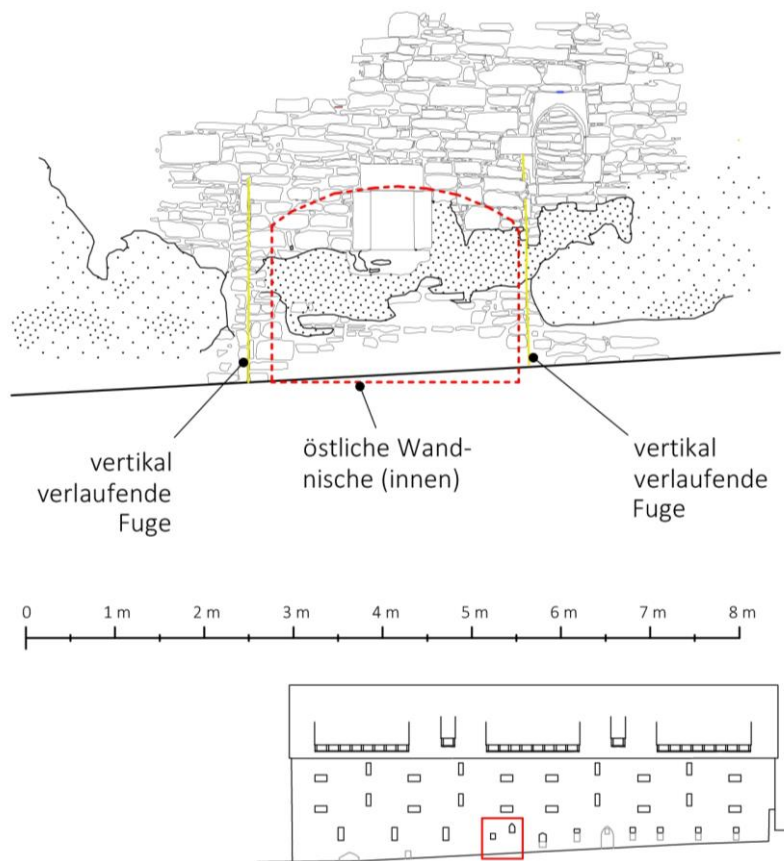 vertikal
verlaufende
Fuge
östliche Wand-
nische (innen)
vertikal
verlaufende
Fuge
0 1 m 2 m 3 m 4 m 5 m 6 m 7 m 8 m